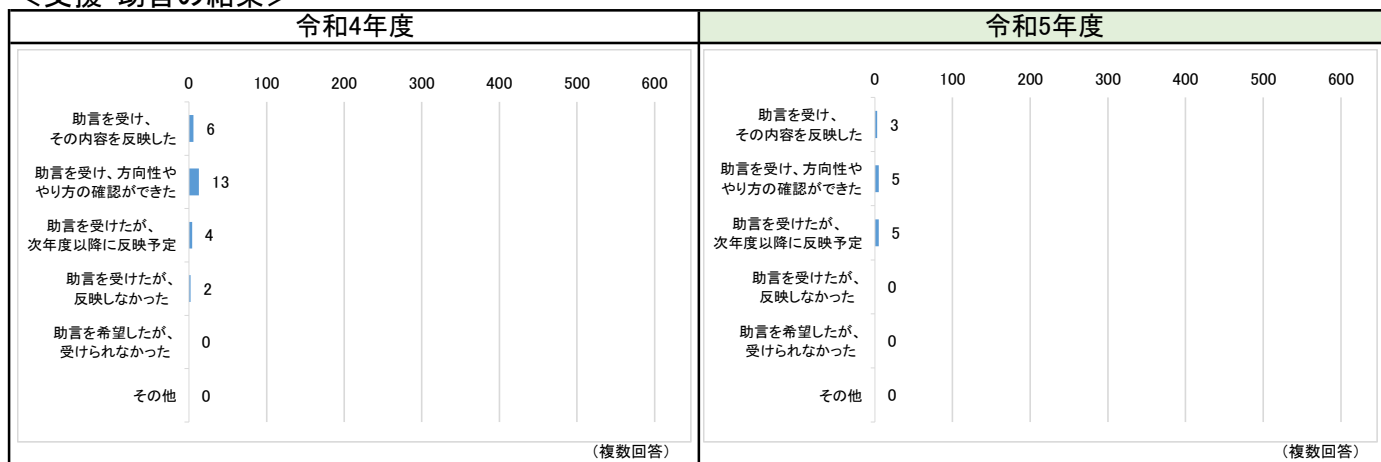 ＜支援・助言の結果＞
令和4年度
0 100 200 300 400 500 600
助言を受け、
その内容を反映した
6
助言を受け、方向性や
やり方の確認ができた
13
助言を受けたが、
次年度以降に反映予定
4
助言を受けたが、
反映しなかった
2
助言を希望したが、
受けられなかった
0
その他
0
（複数回答）
令和5年度
0 100 200 300 400 500 600
助言を受け、
その内容を反映した
3
助言を受け、方向性や
やり方の確認ができた
5
助言を受けたが、
次年度以降に反映予定
5
助言を受けたが、
反映しなかった
0
助言を希望したが、
受けられなかった
0
その他
0
（複数回答）